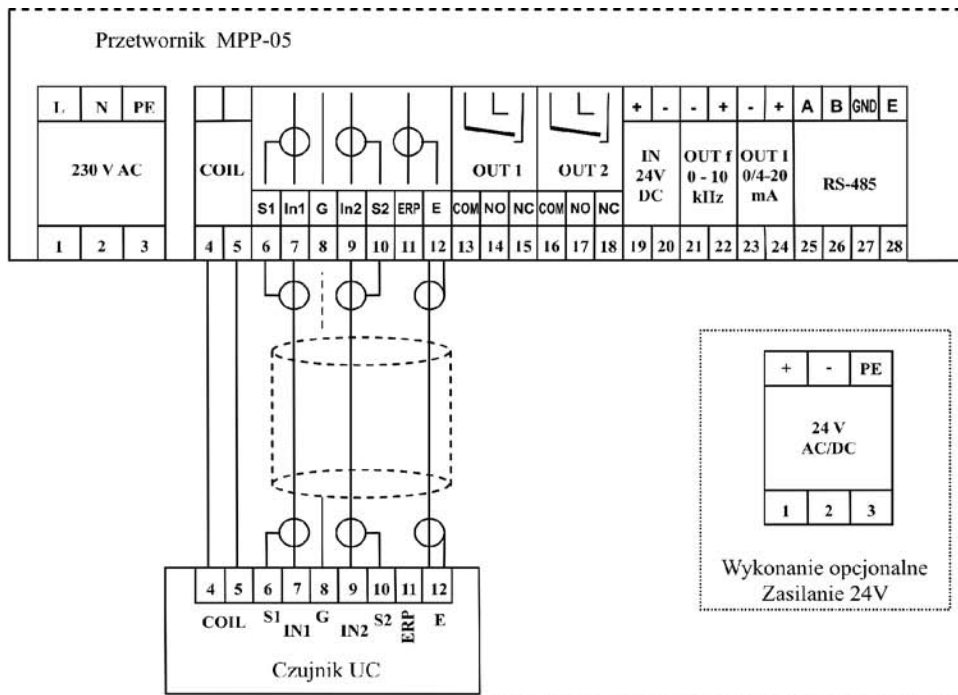 Przetwornik MPP-05
L N PE
230 V AC
1 2 3
COIL
S1 In1 G In2 S2 ERP E
OUT 1
COM NO NC
OUT 2
COM NO NC
+ - - + - + A B GND E
IN
24V
DC
OUT f
0 - 10
kHz
OUT I
0/4-20
mA
RS-485
4 5 6 7 8 9 10 11 12 13 14 15 16 17 18 19 20 21 22 23 24 25 26 27 28
+ - PE
24 V
AC/DC
1 2 3
Wykonanie opcjonalne
Zasilanie 24V
4 5 6 7 8 9 10 11 12
COIL S1 IN1 G IN2 S2 ERP E
Czujnik UC